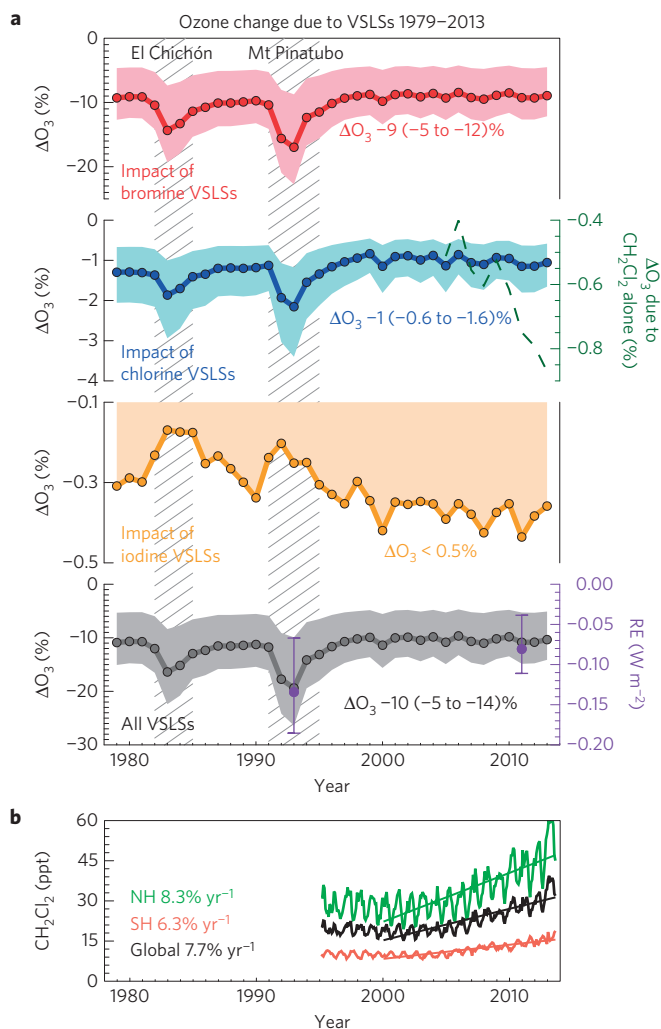 a
Ozone change due to VSLSs 1979–2013
0
−10
−20
ΔO₃ (%)
El Chichón
Mt Pinatubo
ΔO₃ −9 (−5 to −12)%
Impact of
bromine VSLSs
0
−1
−2
−3
−4
ΔO₃ (%)
ΔO₃ −1 (−0.6 to −1.6)%
Impact of
chlorine VSLSs
−0.4
−0.6
−0.8
ΔO₃ due to
CH₂Cl₂ alone (%)
−0.1
−0.3
−0.5
ΔO₃ (%)
Impact of
iodine VSLSs
ΔO₃ < 0.5%
0
−10
−20
−30
ΔO₃ (%)
All VSLSs
ΔO₃ −10 (−5 to −14)%
0.00
−0.05
−0.10
−0.15
−0.20
RE
(W m⁻²)
1980
1990
2000
2010
Year
b
60
45
30
15
0
CH₂Cl₂ (ppt)
NH 8.3% yr⁻¹
SH 6.3% yr⁻¹
Global 7.7% yr⁻¹
1980
1990
2000
2010
Year